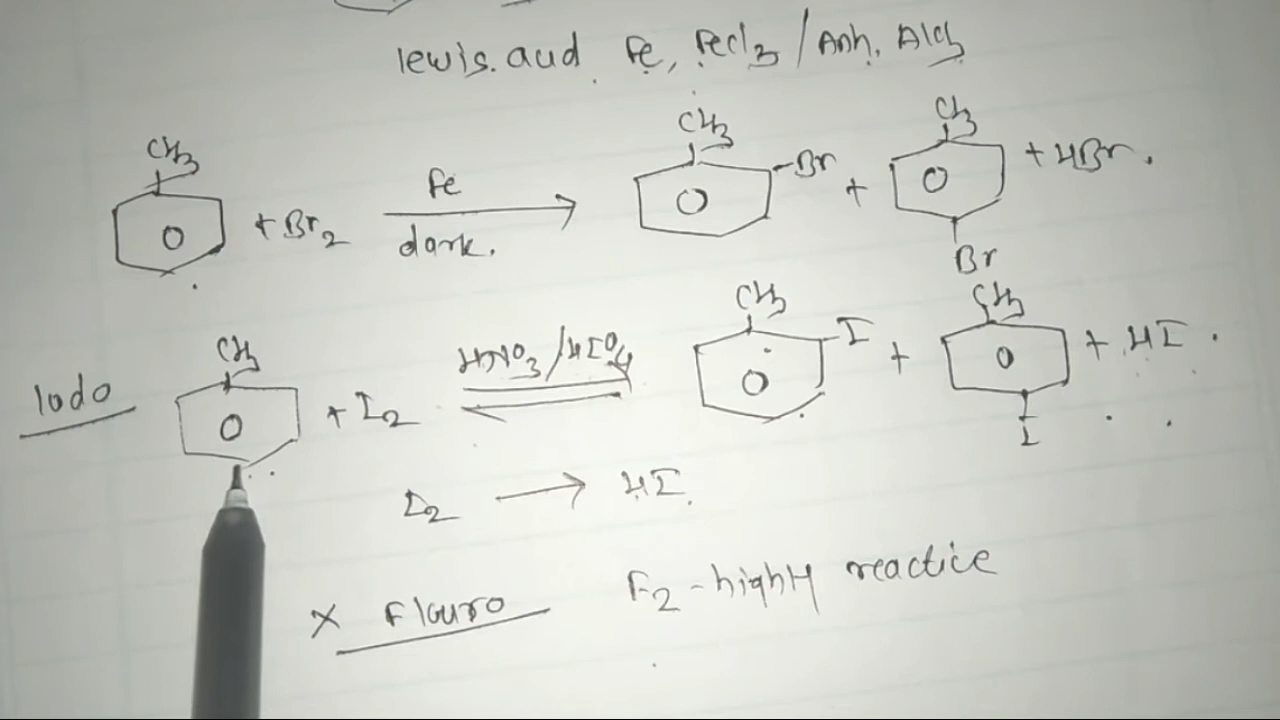 lewis. acid Fe, FeCl3 / Anh. AlCl3
CH3 CH3 CH3
+ Br2 Fe -Br + + HBr.
dark.
Br
CH3 CH3 CH3
Iodo + I2 HNO3/HIO4 -I + + HI.
I
I2 → HI.
× Flouro F2 - highly reactice